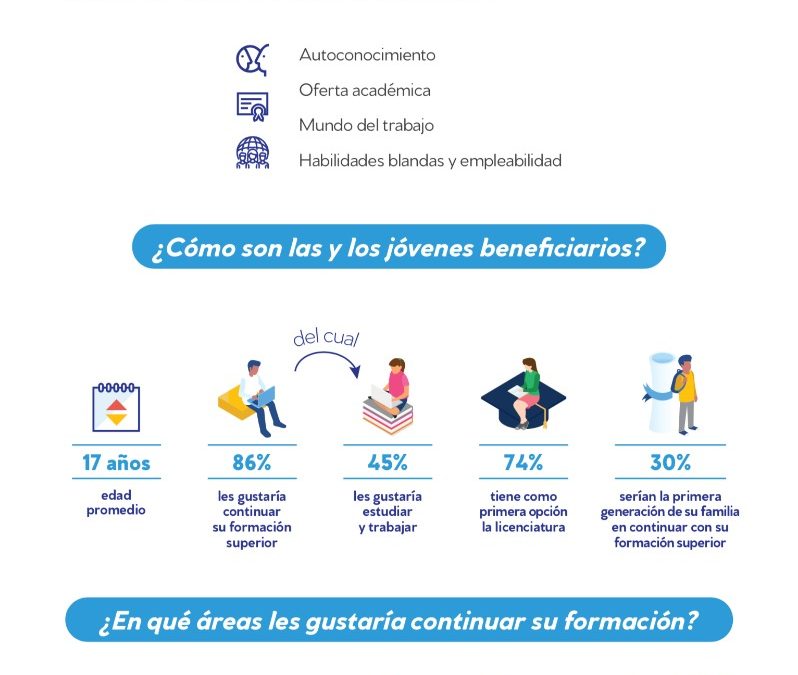 Autoconocimiento
Oferta académica
Mundo del trabajo
Habilidades blandas y empleabilidad
¿Cómo son las y los jóvenes beneficiarios?
del cual
17 años
edad
promedio
86%
les gustaría
continuar
su formación
superior
45%
les gustaría
estudiar
y trabajar
74%
tiene como
primera opción
la licenciatura
30%
serían la primera
generación de su familia
en continuar con su
formación superior
¿En qué áreas les gustaría continuar su formación?